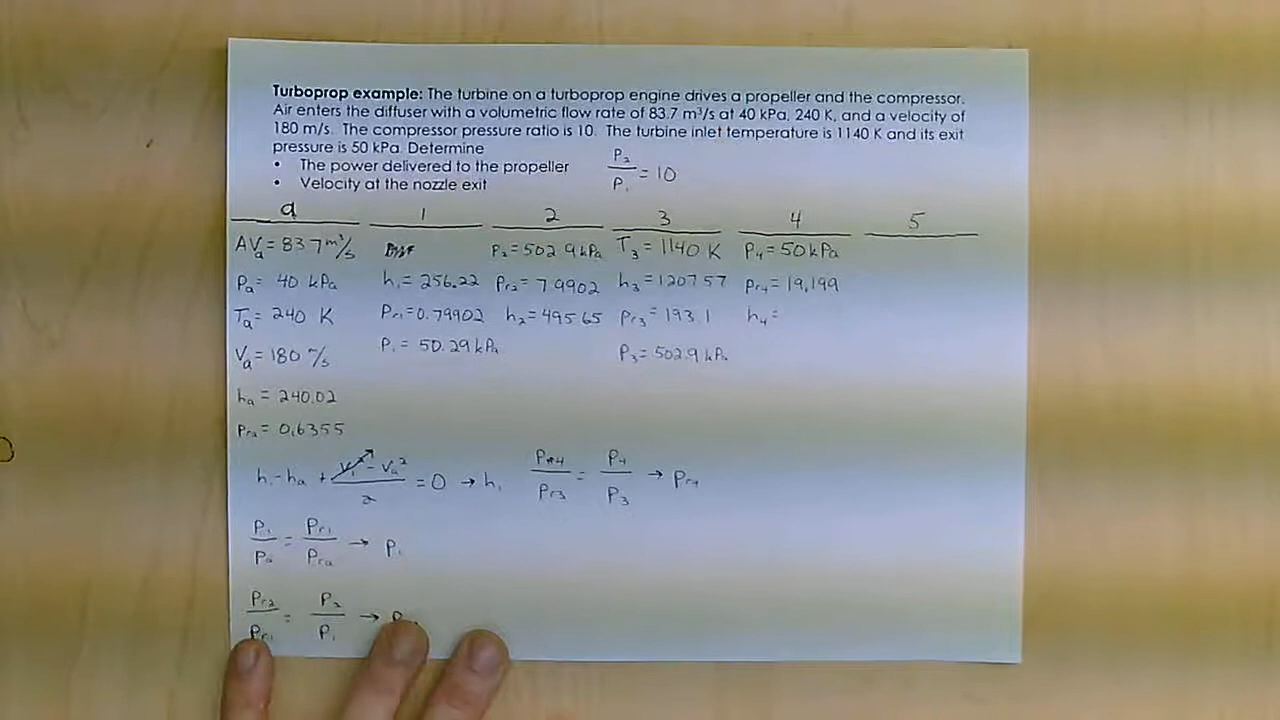 Turboprop example: The turbine on a turboprop engine drives a propeller and the compressor.
Air enters the diffuser with a volumetric flow rate of 83.7 m³/s at 40 kPa, 240 K, and a velocity of
180 m/s. The compressor pressure ratio is 10. The turbine inlet temperature is 1140 K and its exit
pressure is 50 kPa. Determine
• The power delivered to the propeller
• Velocity at the nozzle exit
P₂/P₁ = 10
a 1 2 3 4 5
AVₐ = 83.7 m³/s P₂ = 502.9 kPa T₃ = 1140 K P₄ = 50 kPa
Pₐ = 40 kPa h₁ = 256.22 Pr₂ = 7.9902 h₃ = 1207.57 Pr₄ = 19.199
Tₐ = 240 K Pr₁ = 0.79902 h₂ = 495.65 Pr₃ = 193.1 h₄ =
Vₐ = 180 m/s P₁ = 50.29 kPa P₃ = 502.9 kPa
hₐ = 240.02
Prₐ = 0.6355
h₁ - hₐ + (V₁² - Vₐ²)/2 = 0 → h₁ Pr₄/Pr₃ = P₄/P₃ → Pr₄
P₁/Pₐ = Pr₁/Prₐ → P₁
Pr₂/Pr₁ = P₂/P₁ →